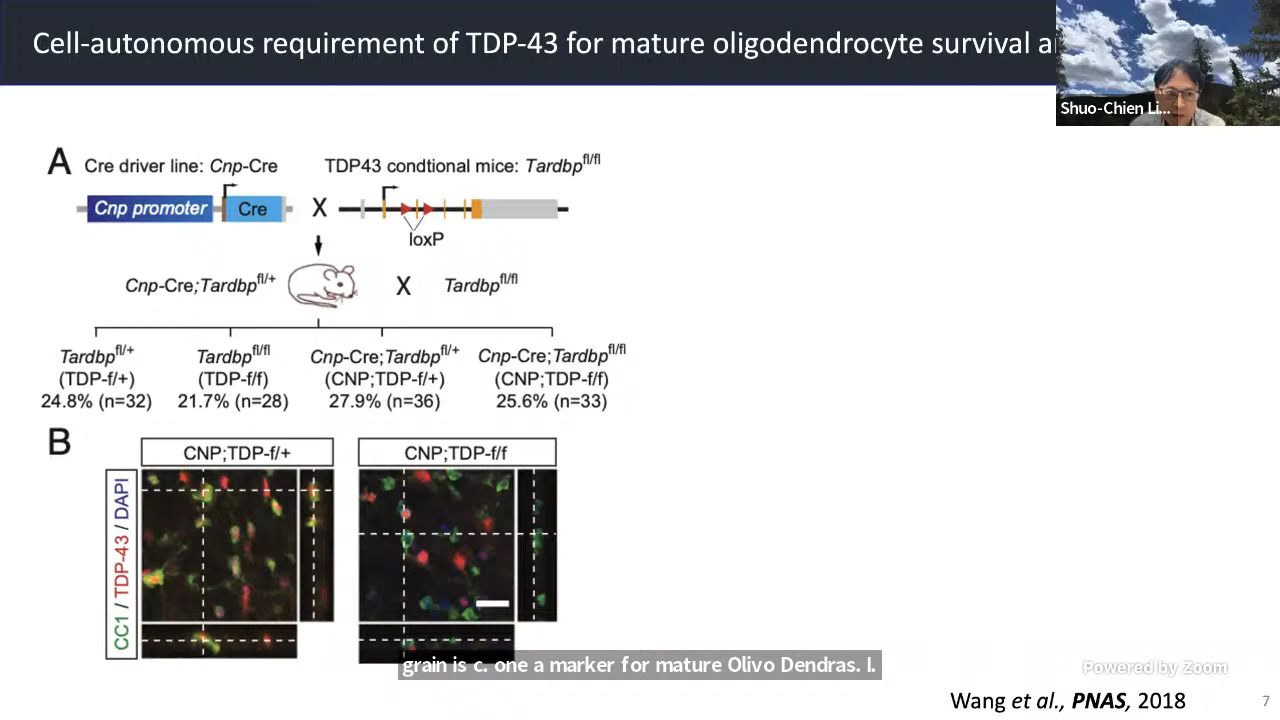 Cell-autonomous requirement of TDP-43 for mature oligodendrocyte survival a
Shuo-Chien Li...
A
Cre driver line: Cnp-Cre
TDP43 condtional mice: Tardbpfl/fl
Cnp promoter
Cre
X
loxP
Cnp-Cre;Tardbpfl/+
X
Tardbpfl/fl
Tardbpfl/+
(TDP-f/+)
24.8% (n=32)
Tardbpfl/fl
(TDP-f/f)
21.7% (n=28)
Cnp-Cre;Tardbpfl/+
(CNP;TDP-f/+)
27.9% (n=36)
Cnp-Cre;Tardbpfl/fl
(CNP;TDP-f/f)
25.6% (n=33)
B
CNP;TDP-f/+
CNP;TDP-f/f
CC1 / TDP-43 / DAPI
grain is c. one a marker for mature Olivo Dendras. I.
Powered by Zoom
Wang et al., PNAS, 2018
7